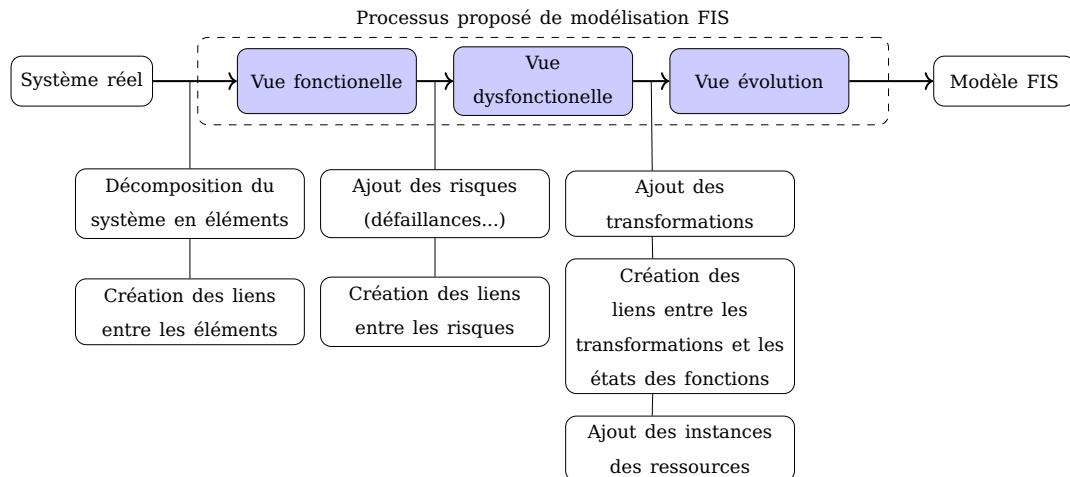 Processus proposé de modélisation FIS
Système réel
Vue fonctionelle
Vue
dysfonctionelle
Vue évolution
Modèle FIS
Décomposition du
système en éléments
Création des liens
entre les éléments
Ajout des risques
(défaillances...)
Création des liens
entre les risques
Ajout des
transformations
Création des
liens entre les
transformations et les
états des fonctions
Ajout des instances
des ressources